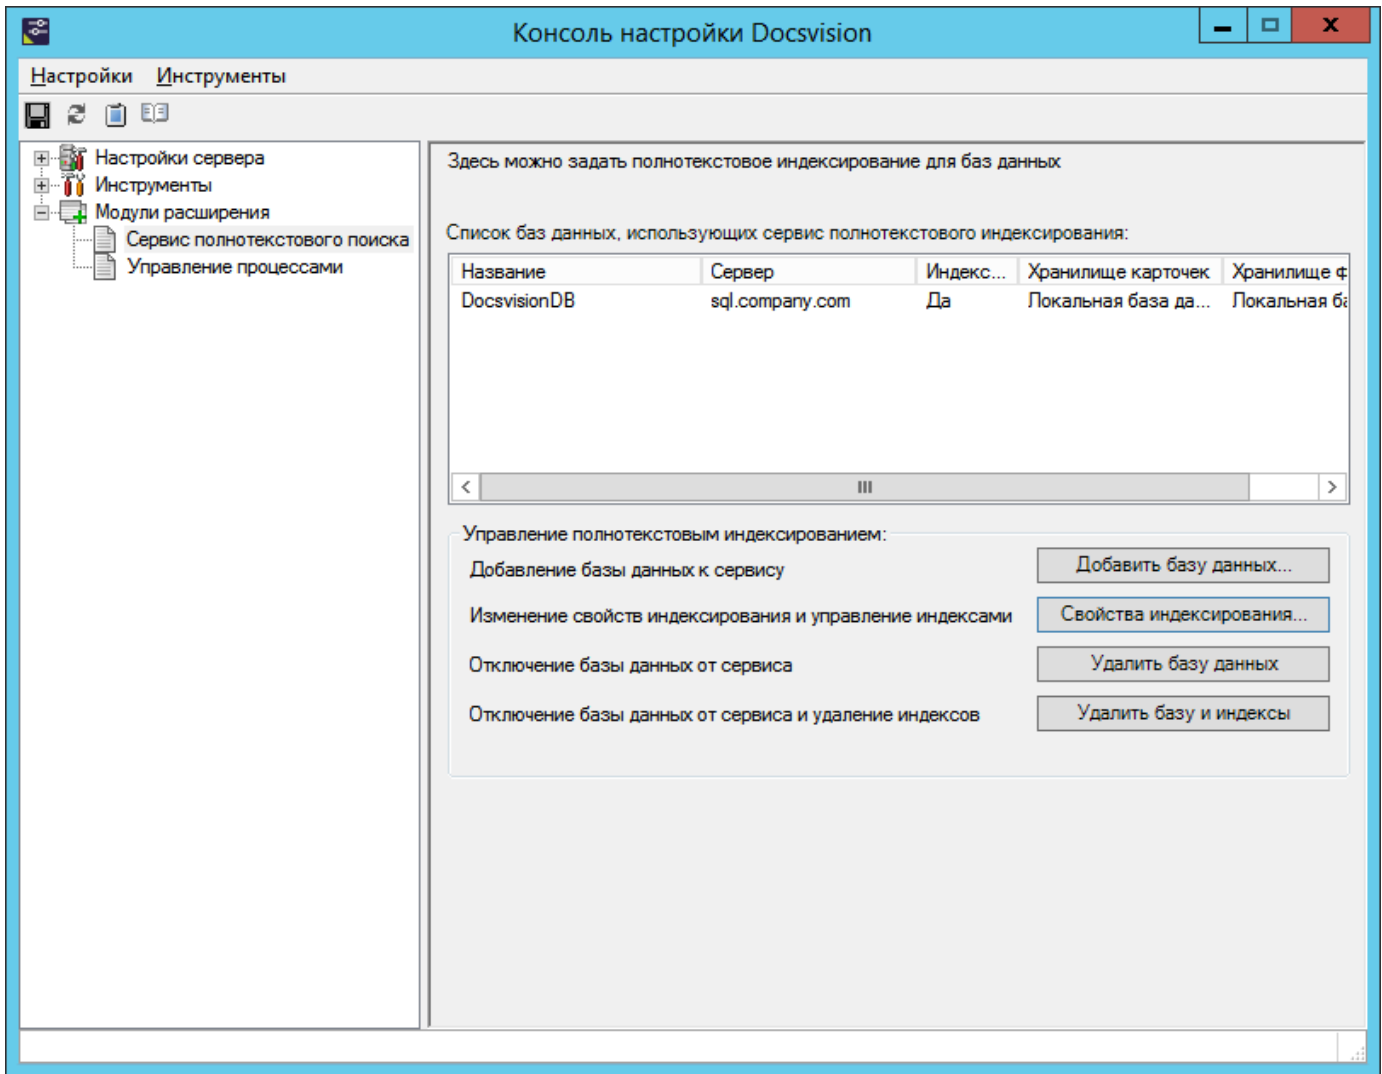 Консоль настройки Docsvision
Настройки Инструменты
Настройки сервера
Инструменты
Модули расширения
Сервис полнотекстового поиска
Управление процессами
Здесь можно задать полнотекстовое индексирование для баз данных
Список баз данных, использующих сервис полнотекстового индексирования:
Название Сервер Индекс... Хранилище карточек Хранилище ф
DocsvisionDB sql.company.com Да Локальная база да... Локальная ба
Управление полнотекстовым индексированием:
Добавление базы данных к сервису Добавить базу данных...
Изменение свойств индексирования и управление индексами Свойства индексирования...
Отключение базы данных от сервиса Удалить базу данных
Отключение базы данных от сервиса и удаление индексов Удалить базу и индексы